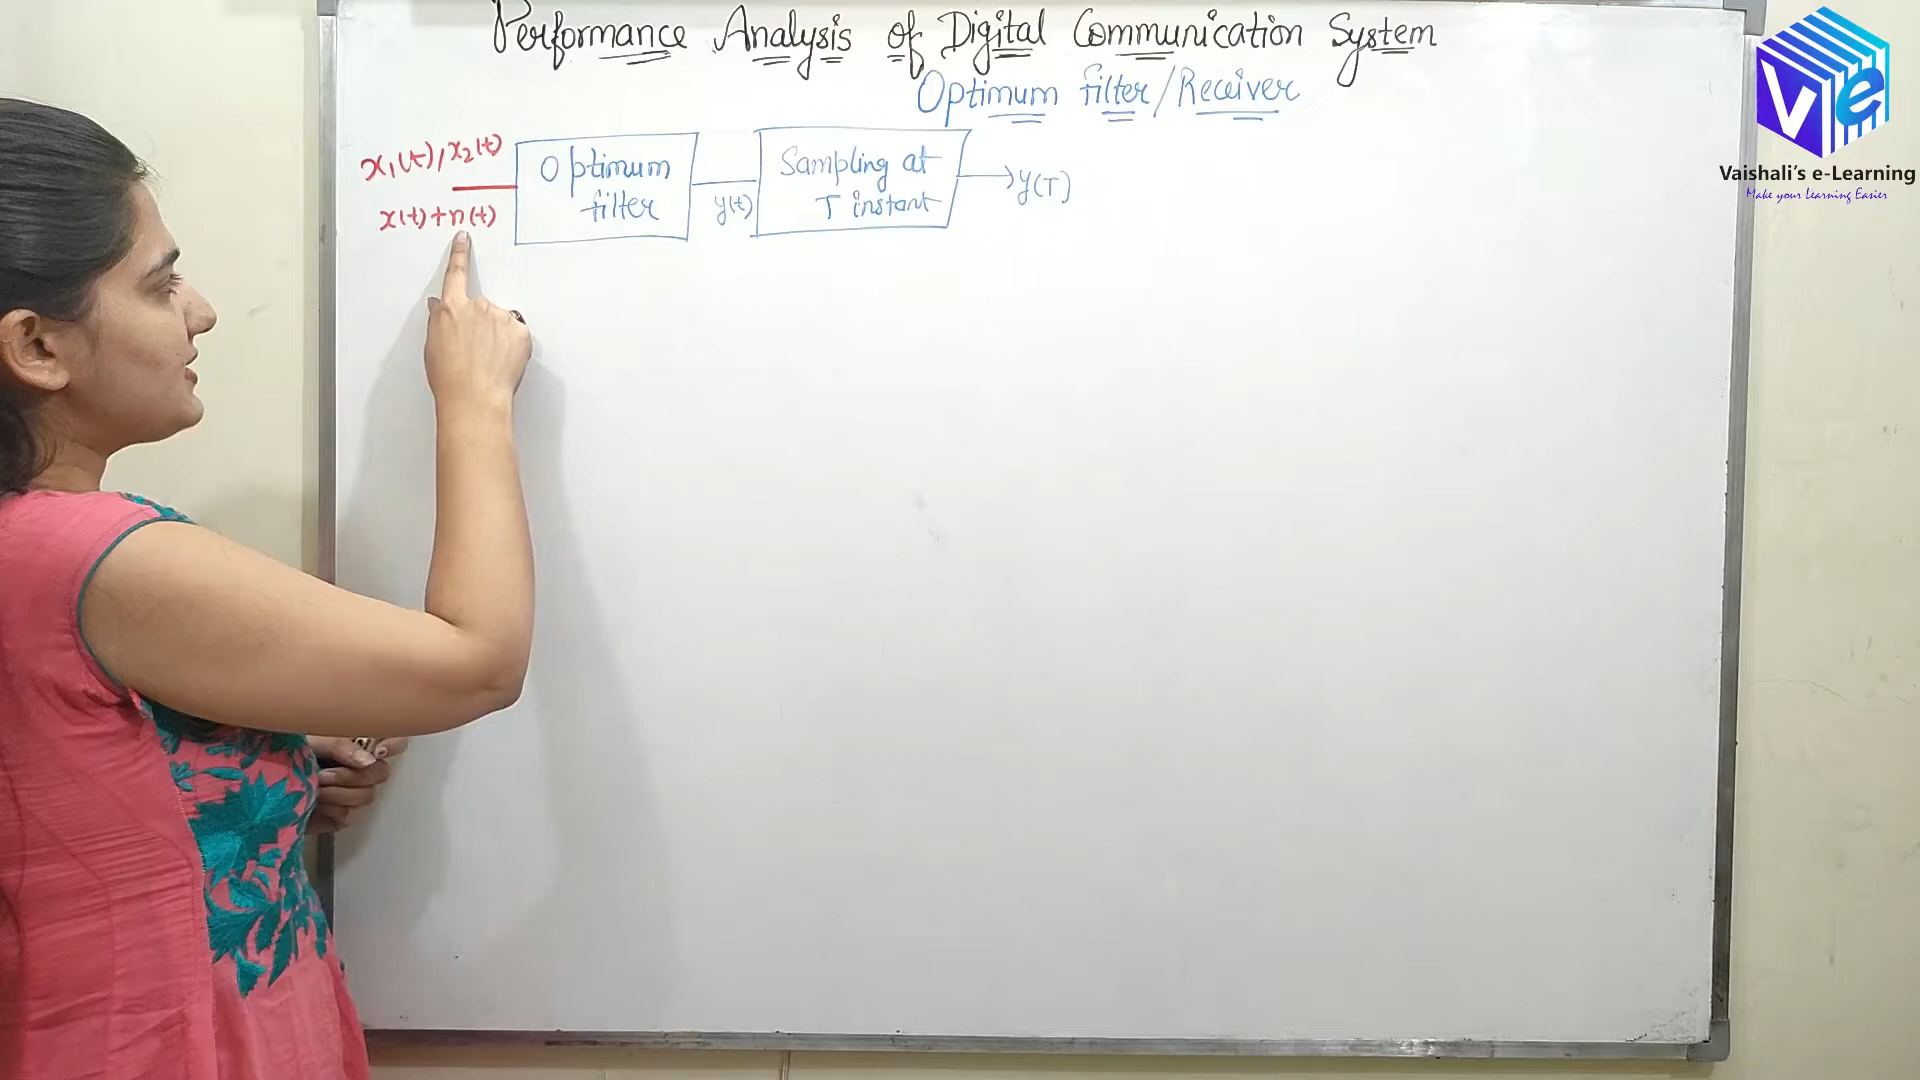 Performance Analysis of Digital Communication System
Optimum filter/Receiver
x₁(t), x₂(t)
x(t)+n(t)
Optimum
filter
y(t)
Sampling at
T instant
y(T)
Ve
Vaishali's e-Learning
Make your Learning Easier